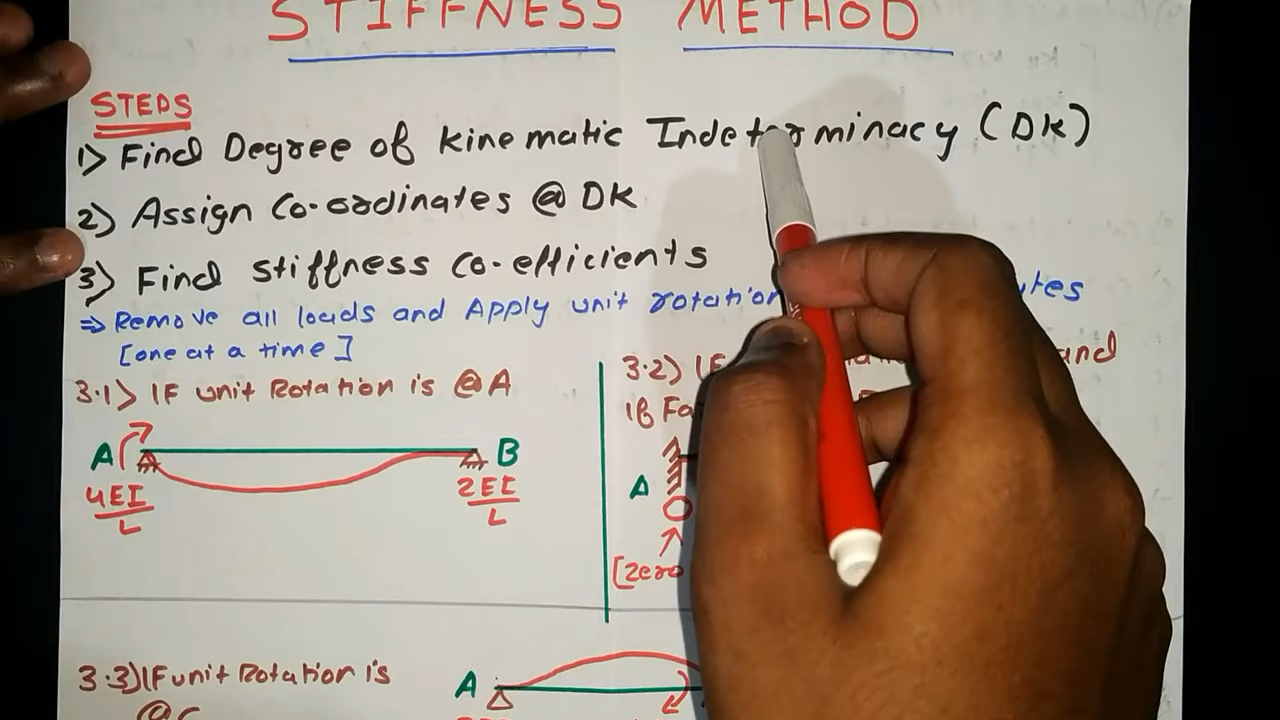 STIFFNESS METHOD
STEPS
1) Find Degree of kinematic Indeterminacy (DK)
2) Assign Co-ordinates @ DK
3) Find stiffness co-efficients
⇒ Remove all loads and Apply unit rotation
[one at a time]
3.1) IF unit Rotation is @ A
A B
4EI/L 2EI/L
3.2) IF and
IB
A
[zero
3.3) IF unit Rotation is
@C
A